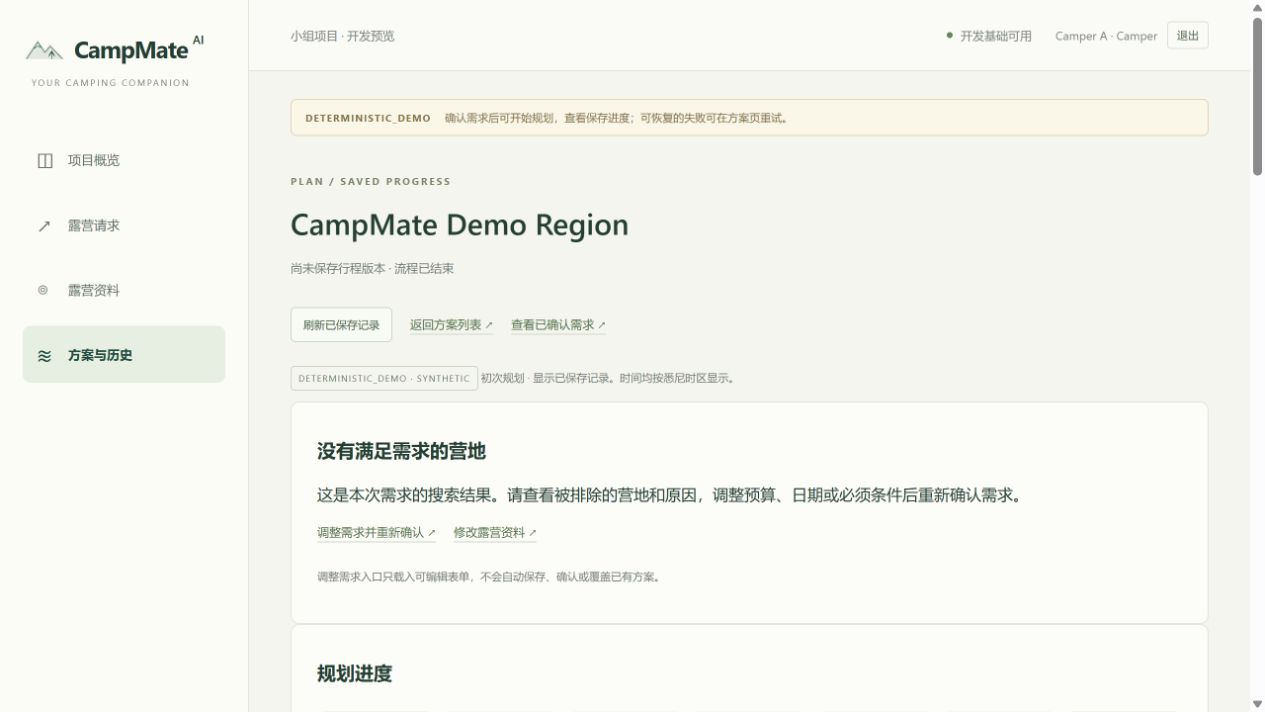 CampMate AI
YOUR CAMPING COMPANION
项目概览
露营请求
露营资料
方案与历史
小组项目 · 开发预览
开发基础可用
Camper A · Camper
退出
DETERMINISTIC_DEMO 确认需求后可开始规划，查看保存进度；可恢复的失败可在方案页重试。
PLAN / SAVED PROGRESS
CampMate Demo Region
尚未保存行程版本 · 流程已结束
刷新已保存记录 返回方案列表 ↗ 查看已确认需求 ↗
DETERMINISTIC_DEMO · SYNTHETIC 初次规划 · 显示已保存记录。时间均按悉尼时区显示。
没有满足需求的营地
这是本次需求的搜索结果。请查看被排除的营地和原因，调整预算、日期或必须条件后重新确认需求。
调整需求并重新确认 ↗ 修改露营资料 ↗
调整需求入口只载入可编辑表单，不会自动保存、确认或覆盖已有方案。
规划进度